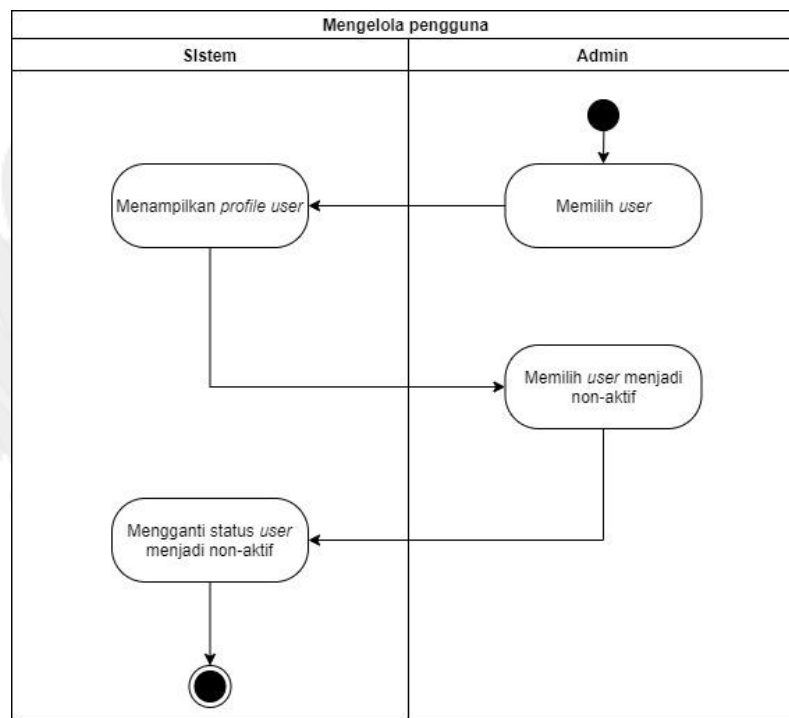 Mengelola pengguna
SIstem
Admin
Menampilkan profile user
Memilih user
Memilih user menjadi
non-aktif
Mengganti status user
menjadi non-aktif